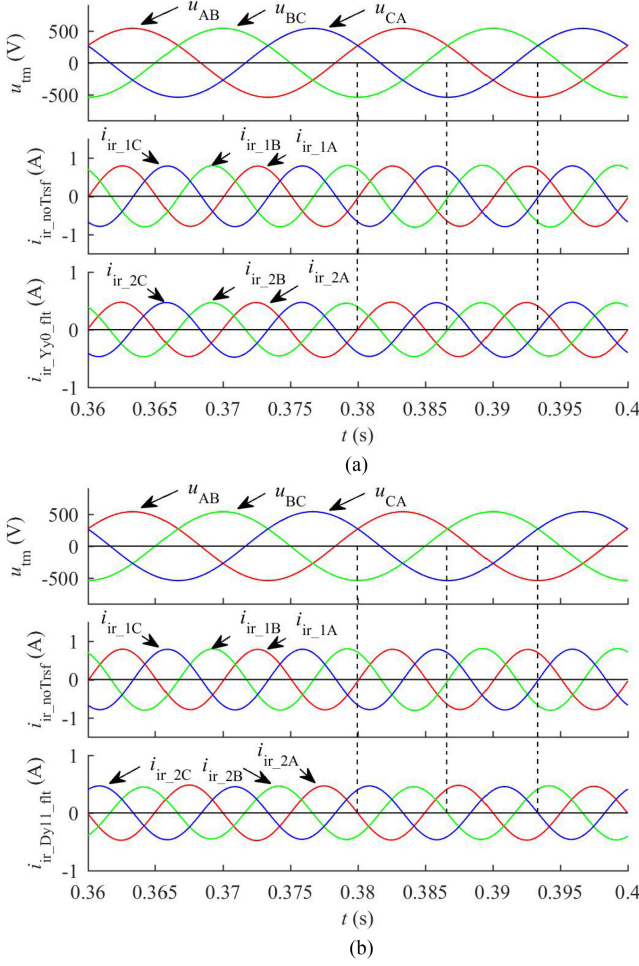 u_AB u_BC u_CA
u_tm (V)
500
0
-500
i_ir_1C i_ir_1B i_ir_1A
i_ir_noTrsf (A)
1
0
-1
i_ir_2C i_ir_2B i_ir_2A
i_ir_Yy0_flt (A)
1
0
-1
0.36 0.365 0.37 0.375 0.38 0.385 0.39 0.395 0.4
t (s)
(a)
u_AB u_BC u_CA
u_tm (V)
500
0
-500
i_ir_1C i_ir_1B i_ir_1A
i_ir_noTrsf (A)
1
0
-1
i_ir_2C i_ir_2B i_ir_2A
i_ir_Dy11_flt (A)
1
0
-1
0.36 0.365 0.37 0.375 0.38 0.385 0.39 0.395 0.4
t (s)
(b)